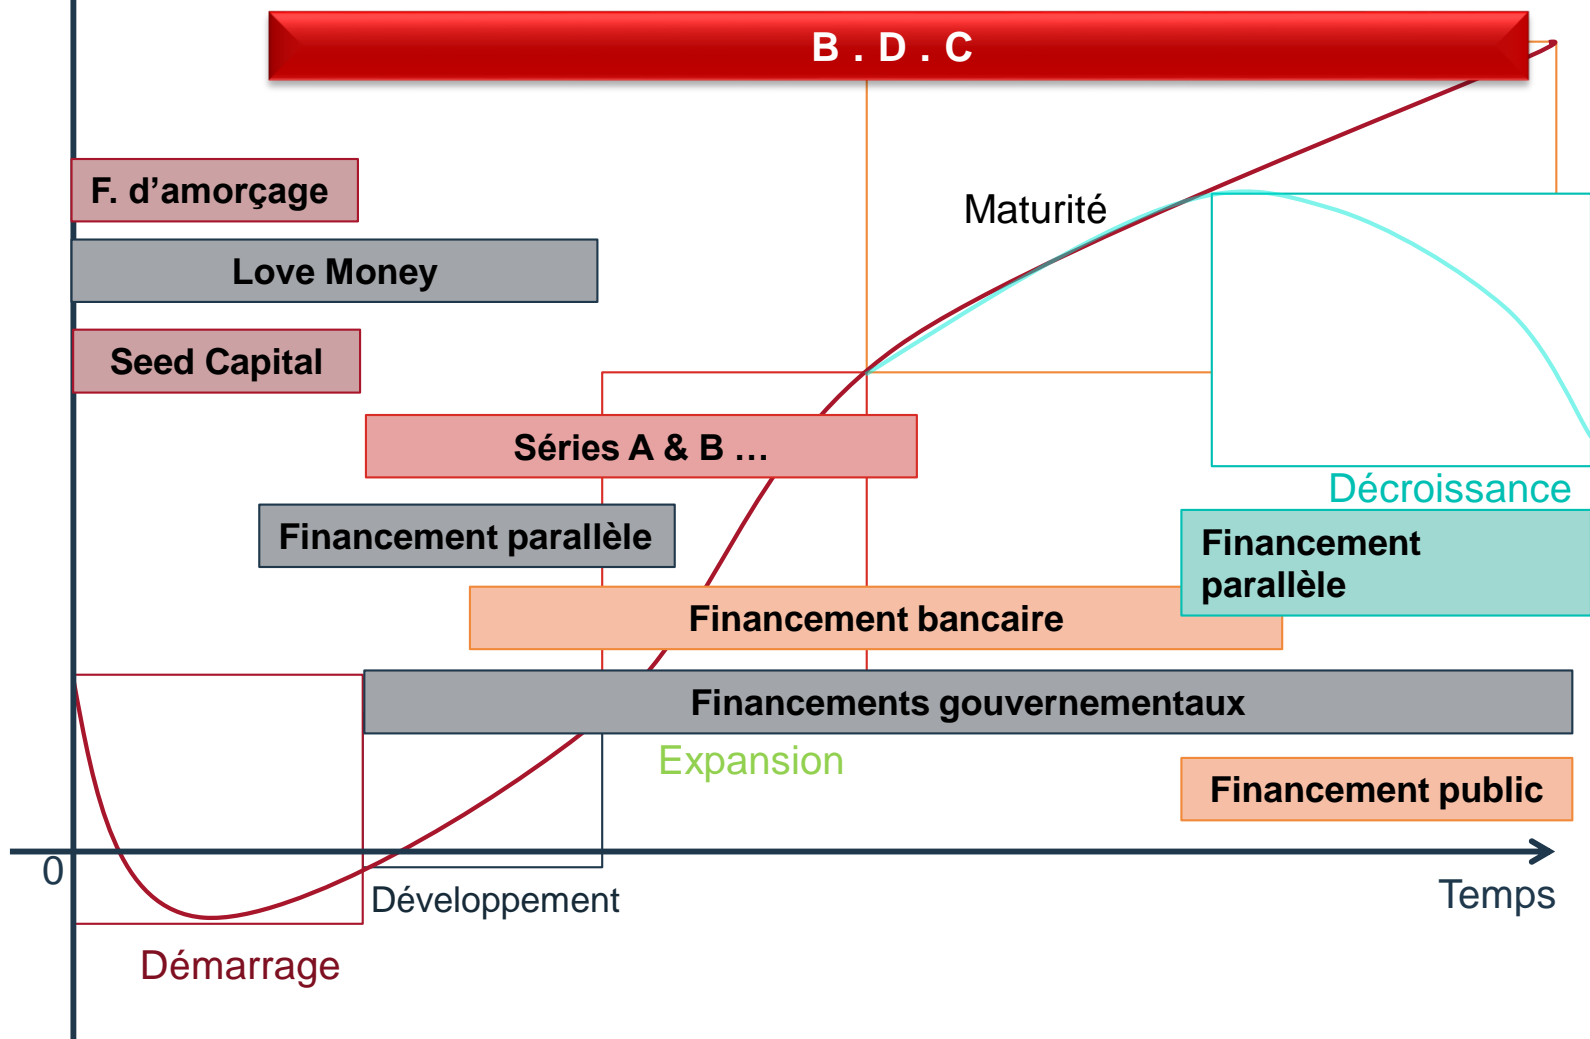 B . D . C
F. d’amorçage
Maturité
Love Money
Seed Capital
Séries A & B …
Décroissance
Financement parallèle
Financement
parallèle
Financement bancaire
Financements gouvernementaux
Expansion
Financement public
0
Développement
Temps
Démarrage